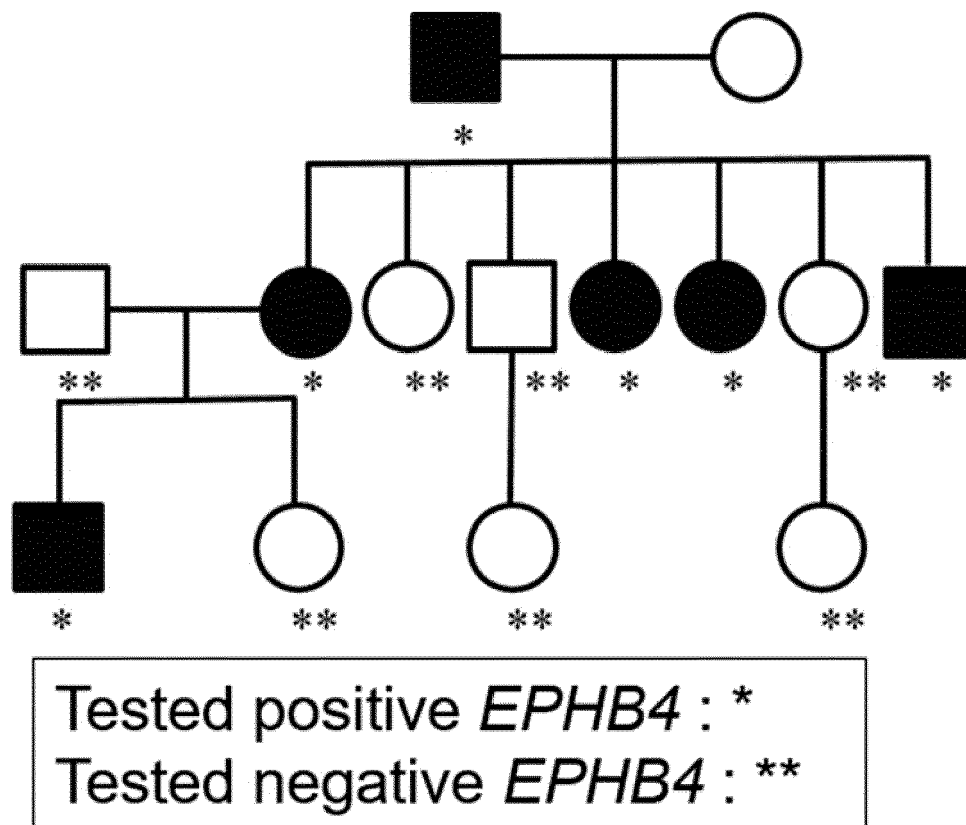 *
** * ** ** * * ** *
* ** ** **
Tested positive EPHB4 : *
Tested negative EPHB4 : **